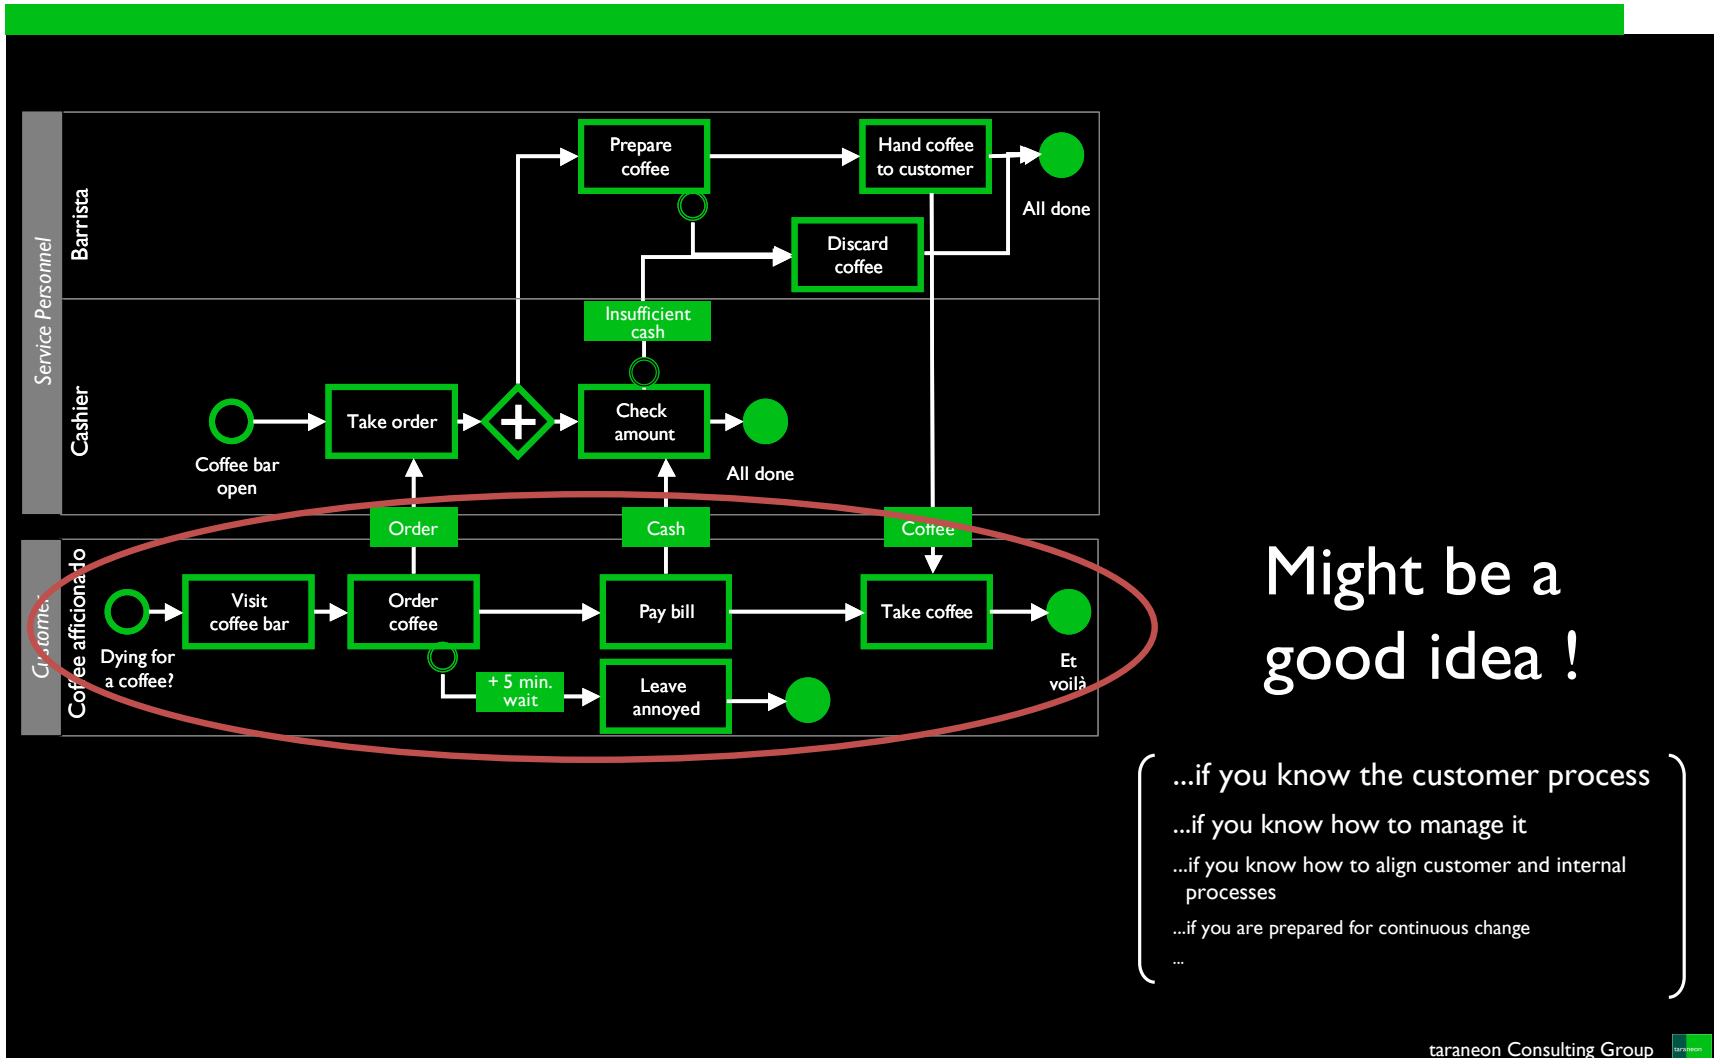 Service Personnel
Barrista
Prepare
coffee
Hand coffee
to customer
All done
Discard
coffee
Insufficient
cash
Cashier
Take order
Check
amount
Coffee bar
open
All done
Order
Cash
Coffee
Customer
Coffee afficionado
Visit
coffee bar
Order
coffee
Pay bill
Take coffee
Dying for
a coffee?
Et
voilà
+ 5 min.
wait
Leave
annoyed
Might be a
good idea !
...if you know the customer process
...if you know how to manage it
...if you know how to align customer and internal
processes
...if you are prepared for continuous change
...
taraneon Consulting Group
taraneon